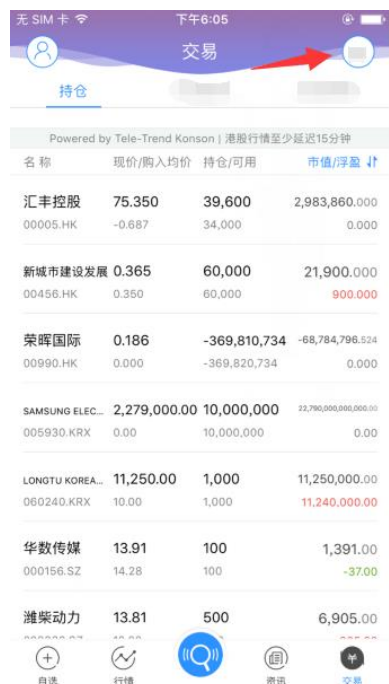 无 SIM 卡 下午6:05
交易
持仓
Powered by Tele-Trend Konson | 港股行情至少延迟15分钟
名 称 现价/购入均价 持仓/可用 市值/浮盈
汇丰控股 75.350 39,600 2,983,860.000
00005.HK -0.687 34,000 0.000
新城市建设发展 0.365 60,000 21,900.000
00456.HK 0.350 60,000 900.000
荣晖国际 0.186 -369,810,734 -68,784,796.524
00990.HK 0.000 -369,820,734 0.000
SAMSUNG ELEC... 2,279,000.00 10,000,000 22,790,000,000,000.00
005930.KRX 0.00 10,000,000 0.00
LONGTU KOREA... 11,250.00 1,000 11,250,000.00
060240.KRX 10.00 1,000 11,240,000.00
华数传媒 13.91 100 1,391.00
000156.SZ 14.28 100 -37.00
潍柴动力 13.81 500 6,905.00
自选 行情 资讯 交易